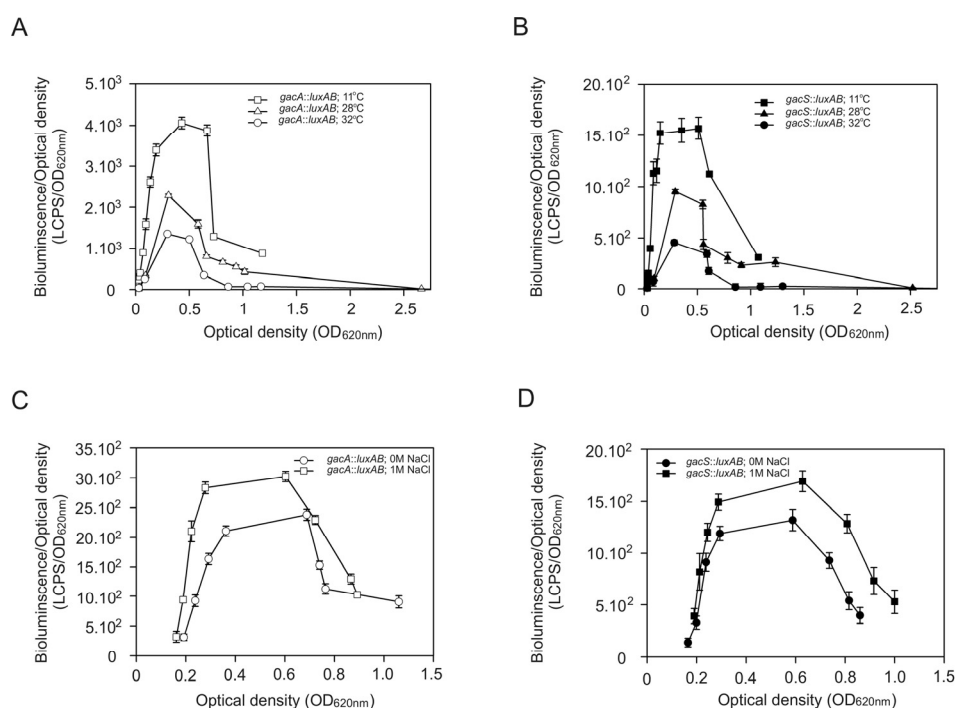 A
Bioluminscence/Optical density
(LCPS/OD620nm)
5.10³
4.10³
3.10³
2.10³
1.10³
0
gacA::luxAB; 11°C
gacA::luxAB; 28°C
gacA::luxAB; 32°C
0 0.5 1 1.5 2 2.5
Optical density (OD620nm)
B
Bioluminscence/Optical density
(LCPS/OD620nm)
20.10²
15.10²
10.10²
5.10²
0
gacS::luxAB; 11°C
gacS::luxAB; 28°C
gacS::luxAB; 32°C
0 0.5 1 1.5 2.0 2.5
Optical density (OD620nm)
C
Bioluminscence/Optical density
(LCPS/OD620nm)
35.10²
30.10²
25.10²
20.10²
15.10²
10.10²
5.10²
0
gacA::luxAB; 0M NaCl
gacA::luxAB; 1M NaCl
0 0.2 0.4 0.6 0.8 1.0 1.5
Optical density (OD620nm)
D
Bioluminscence/Optical density
(LCPS/OD620nm)
20.10²
15.10²
10.10²
5.10²
0
gacS::luxAB; 0M NaCl
gacS::luxAB; 1M NaCl
0 0.2 0.4 0.6 0.8 1.0 1.5
Optical density (OD620nm)